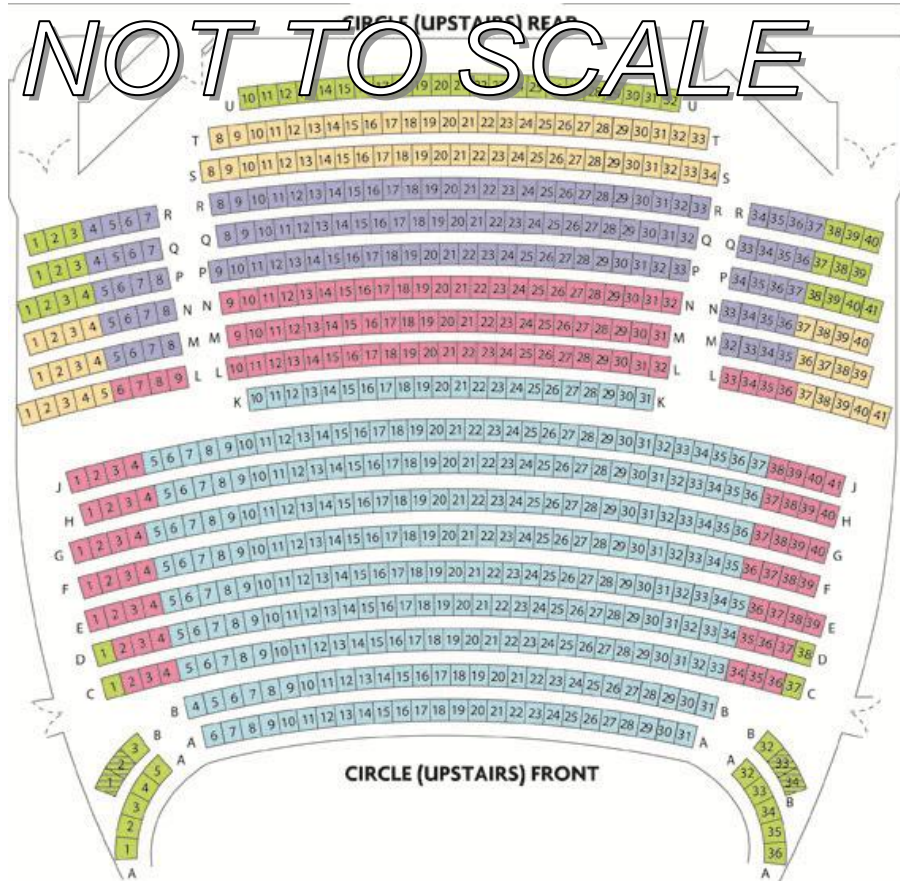 CIRCLE (UPSTAIRS) REAR
NOT TO SCALE
U 10 11 12 14 15 20 30 31 32 U
T 8 9 10 11 12 13 14 15 16 17 18 19 20 21 22 23 24 25 26 27 28 29 30 31 32 33 T
S 8 9 10 11 12 13 14 15 16 17 18 19 20 21 22 23 24 25 26 27 28 29 30 31 32 33 34 S
1 2 3 4 5 6 7 R R 8 9 10 11 12 13 14 15 16 17 18 19 20 21 22 23 24 25 26 27 28 29 30 31 32 33 R R 34 35 36 37 38 39 40
1 2 3 4 5 6 7 Q Q 8 9 10 11 12 13 14 15 16 17 18 19 20 21 22 23 24 25 26 27 28 29 30 31 32 Q Q 33 34 35 36 37 38 39
1 2 3 4 5 6 7 8 P P 9 10 11 12 13 14 15 16 17 18 19 20 21 22 23 24 25 26 27 28 29 30 31 32 33 P P 34 35 36 37 38 39 40 41
1 2 3 4 5 6 7 8 N N 9 10 11 12 13 14 15 16 17 18 19 20 21 22 23 24 25 26 27 28 29 30 31 32 N N 33 34 35 36 37 38 39 40
1 2 3 4 5 6 7 8 M M 9 10 11 12 13 14 15 16 17 18 19 20 21 22 23 24 25 26 27 28 29 30 31 M M 32 33 34 35 36 37 38 39
1 2 3 4 5 6 7 8 9 L L 10 11 12 13 14 15 16 17 18 19 20 21 22 23 24 25 26 27 28 29 30 31 32 L L 33 34 35 36 37 38 39 40 41
K 10 11 12 13 14 15 16 17 18 19 20 21 22 23 24 25 26 27 28 29 30 31 K
J 1 2 3 4 5 6 7 8 9 10 11 12 13 14 15 16 17 18 19 20 21 22 23 24 25 26 27 28 29 30 31 32 33 34 35 36 37 38 39 40 41 J
H 1 2 3 4 5 6 7 8 9 10 11 12 13 14 15 16 17 18 19 20 21 22 23 24 25 26 27 28 29 30 31 32 33 34 35 36 37 38 39 40 H
G 1 2 3 4 5 6 7 8 9 10 11 12 13 14 15 16 17 18 19 20 21 22 23 24 25 26 27 28 29 30 31 32 33 34 35 36 37 38 39 40 G
F 1 2 3 4 5 6 7 8 9 10 11 12 13 14 15 16 17 18 19 20 21 22 23 24 25 26 27 28 29 30 31 32 33 34 35 36 37 38 39 F
E 1 2 3 4 5 6 7 8 9 10 11 12 13 14 15 16 17 18 19 20 21 22 23 24 25 26 27 28 29 30 31 32 33 34 35 36 37 38 39 E
D 1 2 3 4 5 6 7 8 9 10 11 12 13 14 15 16 17 18 19 20 21 22 23 24 25 26 27 28 29 30 31 32 33 34 35 36 37 38 D
C 1 2 3 4 5 6 7 8 9 10 11 12 13 14 15 16 17 18 19 20 21 22 23 24 25 26 27 28 29 30 31 32 33 34 35 36 37 C
B 4 5 6 7 8 9 10 11 12 13 14 15 16 17 18 19 20 21 22 23 24 25 26 27 28 29 30 31 B
A 6 7 8 9 10 11 12 13 14 15 16 17 18 19 20 21 22 23 24 25 26 27 28 29 30 31 A
1 2 3 B
B 32 33 34 B
A 1 2 3 4 5 A
A 32 33 34 35 36 A
CIRCLE (UPSTAIRS) FRONT